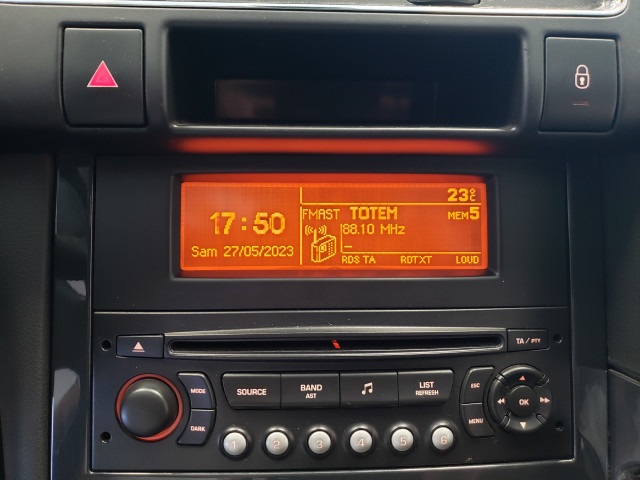 23°C
17:50
FMAST TOTEM MEM5
88.10 MHz
Sam 27/05/2023
RDS TA RDTXT LOUD
TA / PTY
MODE
SOURCE
BAND
AST
LIST
REFRESH
ESC
OK
DARK
MENU
1 2 3 4 5 6